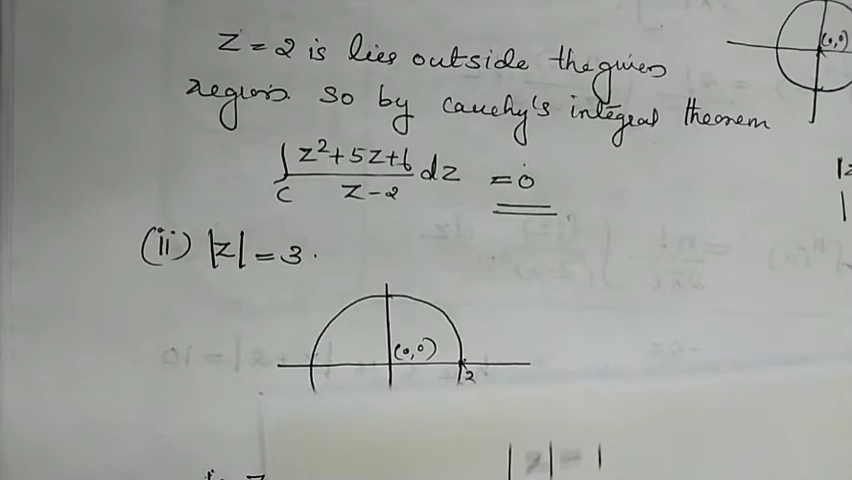 Z = 2 is lies outside the given
region. So by cauchy's integral theorem
∫_C (z²+5z+6)/(z-2) dz = 0
(0,0)
(ii) |z| = 3.
(0,0)
2
|z| = 1